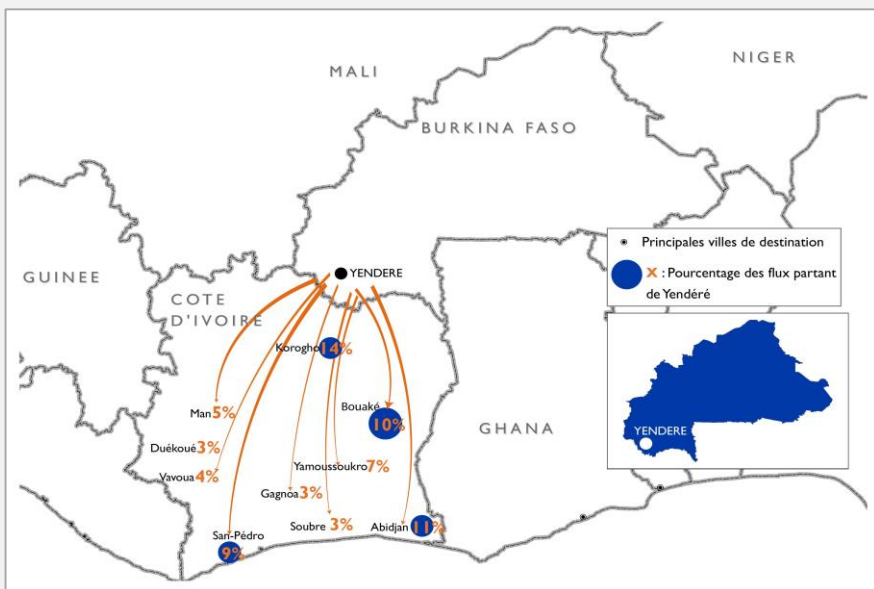 MALI
NIGER
BURKINA FASO
GUINEE
COTE
D'IVOIRE
YENDERE
Korogho 14%
Man 5%
Bouaké
10%
Duékoué 3%
Vavoua 4%
Yamoussoukro 7%
Gagnoa 3%
Soubre 3%
Abidjan 11%
San-Pédro
9%
GHANA
Principales villes de destination
X : Pourcentage des flux partant
de Yendéré
YENDERE